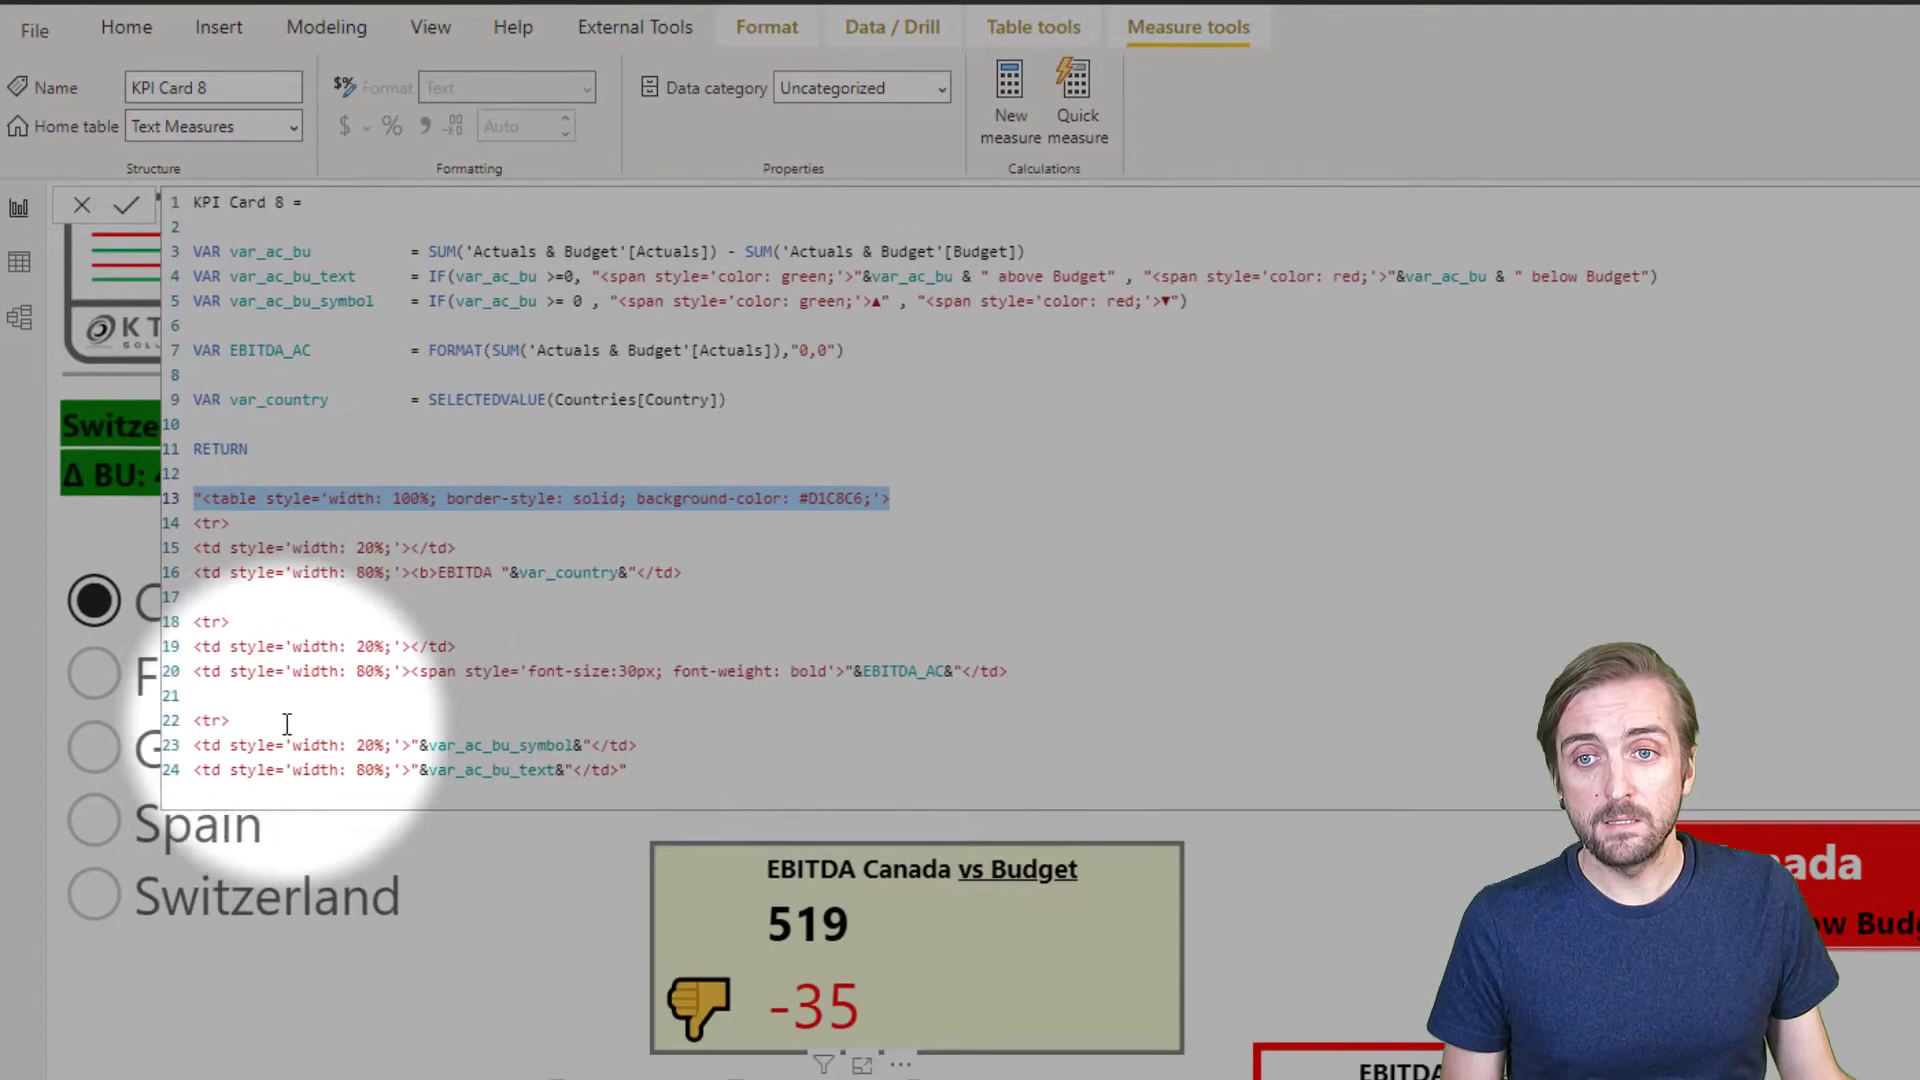 File Home Insert Modeling View Help External Tools Format Data / Drill Table tools Measure tools
Name KPI Card 8 Format Text Data category Uncategorized
Home table Text Measures $ % Auto New measure Quick measure
Structure Formatting Properties Calculations
1 KPI Card 8 =
2
3 VAR var_ac_bu = SUM('Actuals & Budget'[Actuals]) - SUM('Actuals & Budget'[Budget])
4 VAR var_ac_bu_text = IF(var_ac_bu >=0, "<span style='color: green;'>"&var_ac_bu & " above Budget" , "<span style='color: red;'>"&var_ac_bu & " below Budget")
5 VAR var_ac_bu_symbol = IF(var_ac_bu >= 0 , "<span style='color: green;'>▲" , "<span style='color: red;'>▼")
6
7 VAR EBITDA_AC = FORMAT(SUM('Actuals & Budget'[Actuals]),"0,0")
8
9 VAR var_country = SELECTEDVALUE(Countries[Country])
10
11 RETURN
12
13 "<table style='width: 100%; border-style: solid; background-color: #D1C8C6;'>
14 <tr>
15 <td style='width: 20%;'></td>
16 <td style='width: 80%;'><b>EBITDA "&var_country&"</td>
17
18 <tr>
19 <td style='width: 20%;'></td>
20 <td style='width: 80%;'><span style='font-size:30px; font-weight: bold'>"&EBITDA_AC&"</td>
21
22 <tr>
23 <td style='width: 20%;'>"&var_ac_bu_symbol&"</td>
24 <td style='width: 80%;'>"&var_ac_bu_text&"</td>"
KT
SOL
Switze
Δ BU:
C
F
G
Spain
Switzerland
EBITDA Canada vs Budget
519
-35
nada
ow Budg
EBITDA